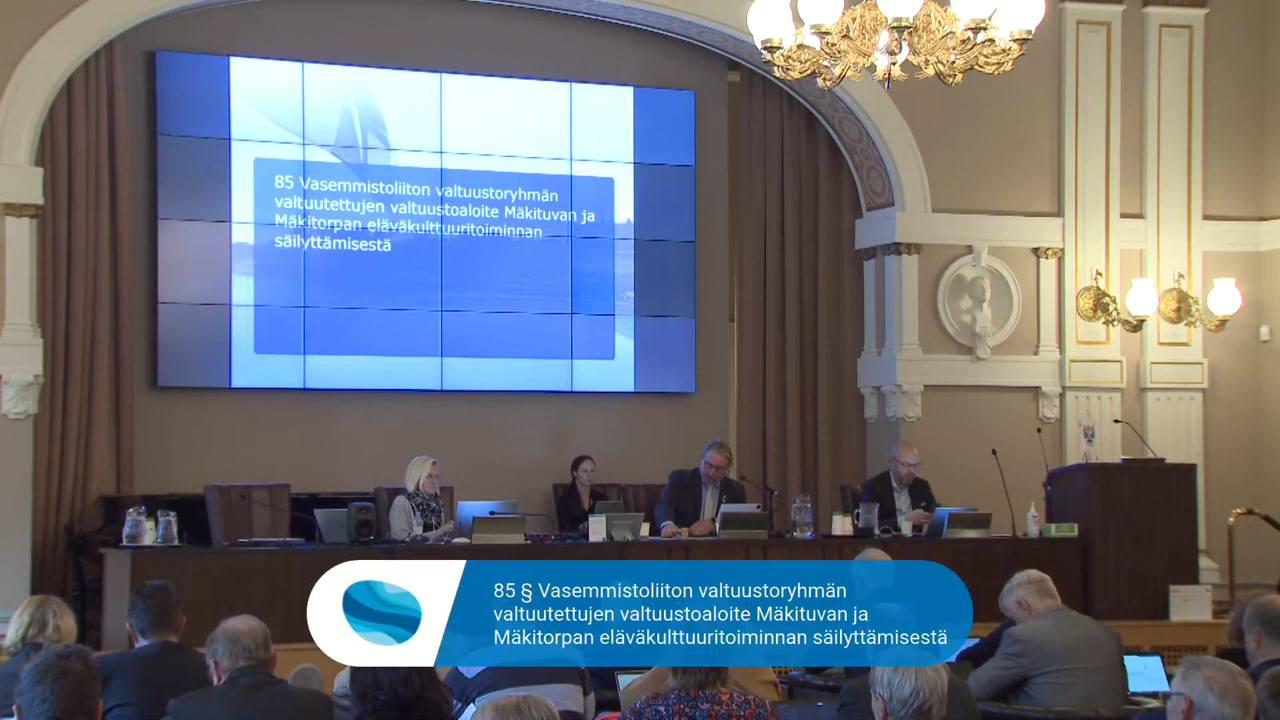 85 Vasemmistoliiton valtuustoryhmän
valtuutettujen valtuustoaloite Mäkituvan ja
Mäkitorpan eläväkulttuuritoiminnan
säilyttämisestä
85 § Vasemmistoliiton valtuustoryhmän
valtuutettujen valtuustoaloite Mäkituvan ja
Mäkitorpan eläväkulttuuritoiminnan säilyttämisestä